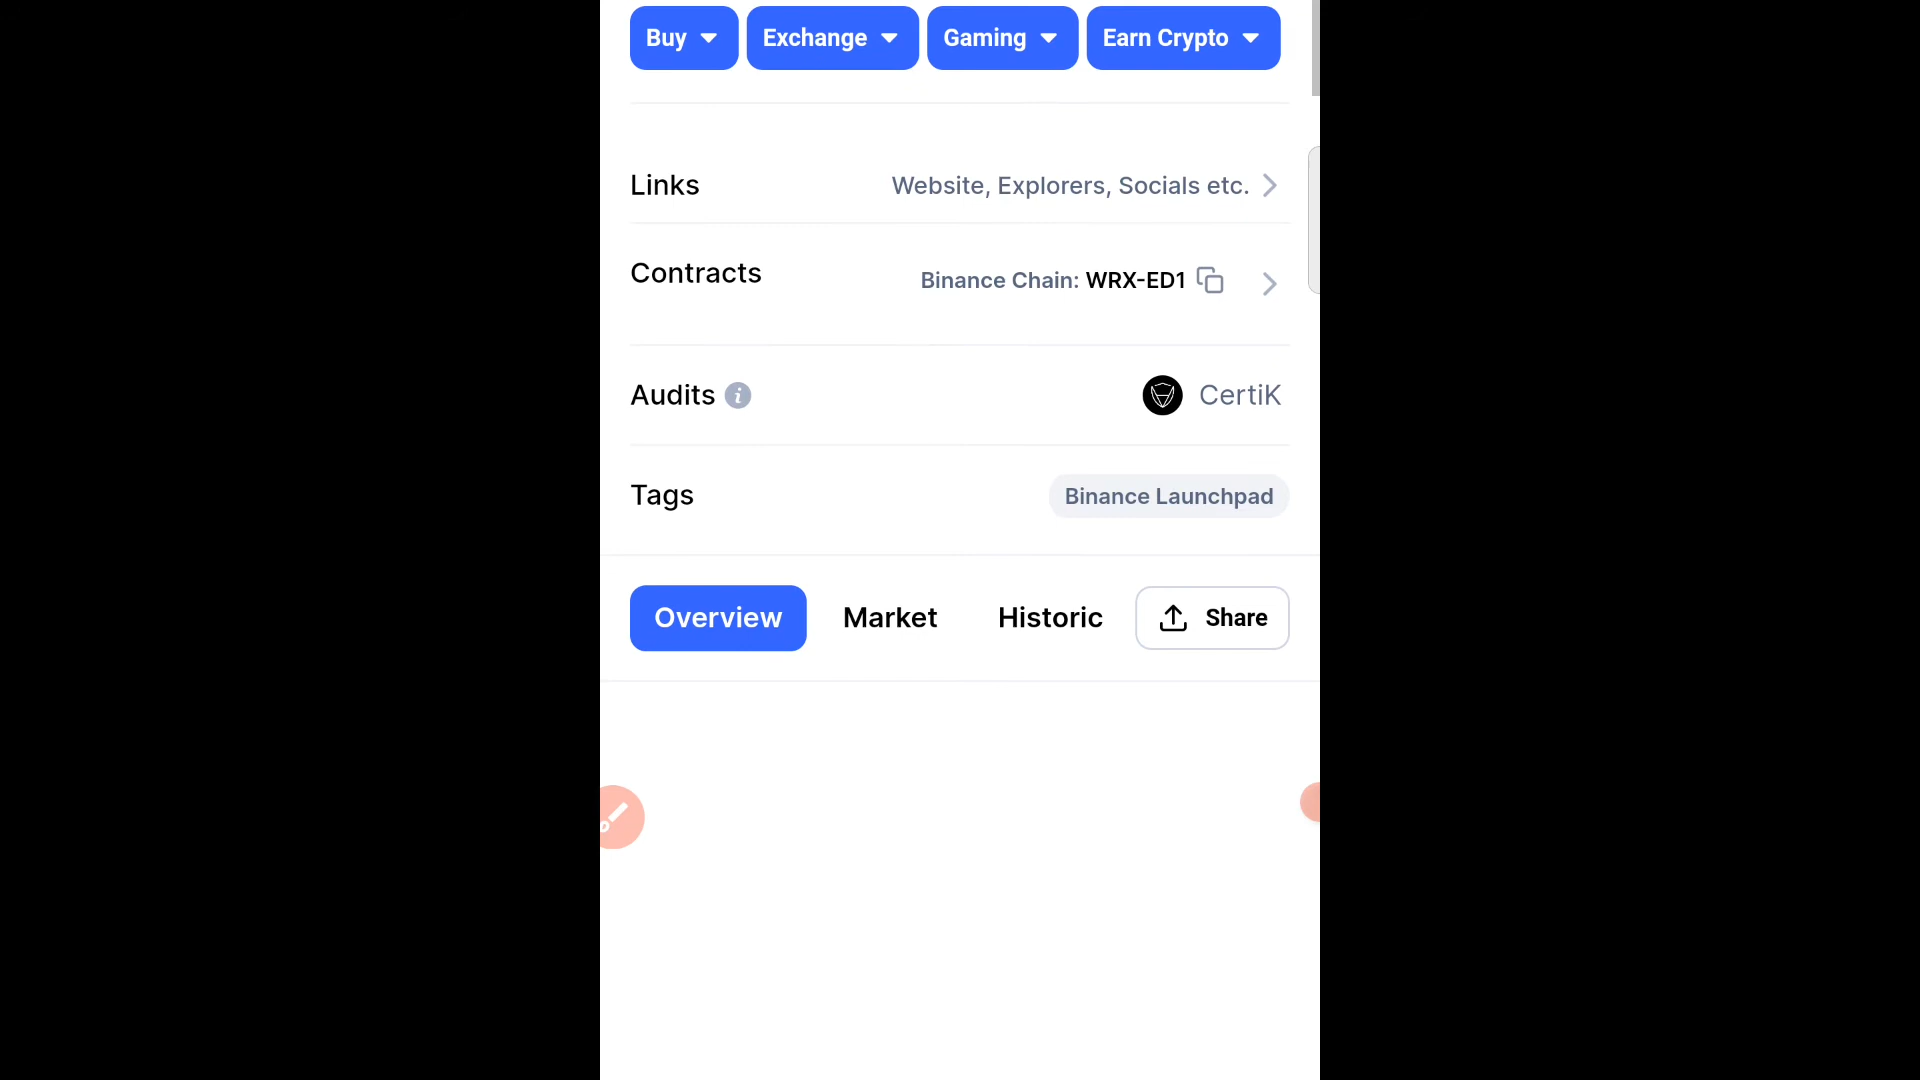 Buy Exchange Gaming Earn Crypto
Links Website, Explorers, Socials etc.
Contracts Binance Chain: WRX-ED1
Audits i CertiK
Tags Binance Launchpad
Overview Market Historic Share